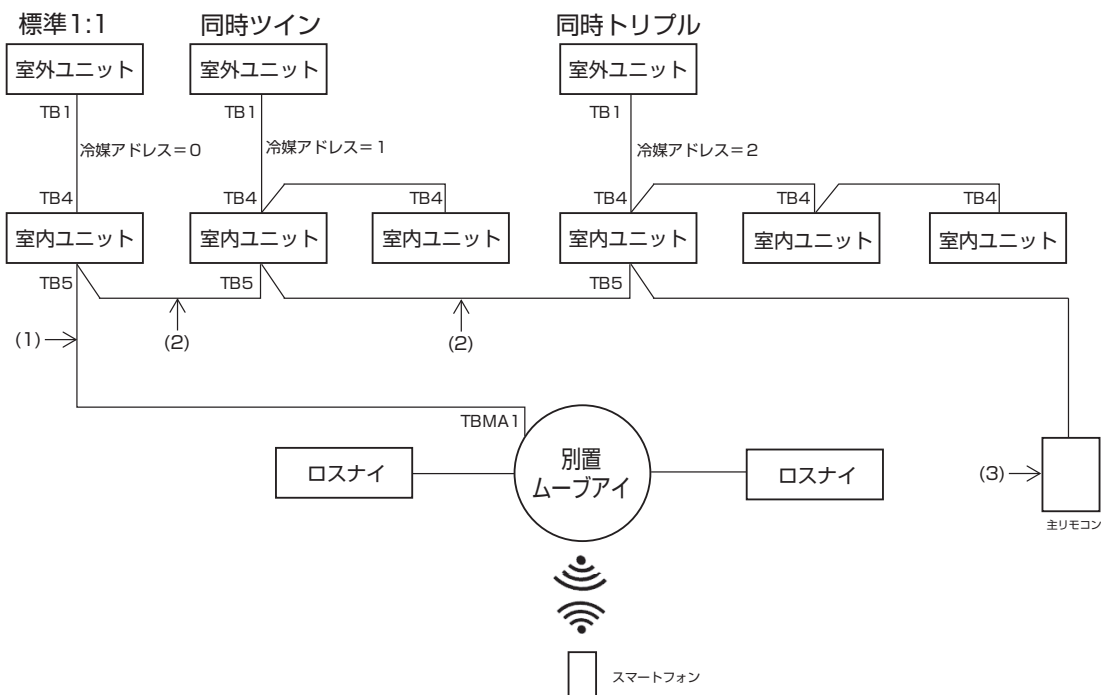 標準1:1
同時ツイン
同時トリプル
室外ユニット
室外ユニット
室外ユニット
TB1
TB1
TB1
冷媒アドレス＝0
冷媒アドレス＝1
冷媒アドレス＝2
TB4
TB4
TB4
TB4
TB4
TB4
室内ユニット
室内ユニット
室内ユニット
室内ユニット
室内ユニット
室内ユニット
TB5
TB5
TB5
(1)
(2)
(2)
TBMA1
ロスナイ
別置
ムーブアイ
ロスナイ
(3)
主リモコン
スマートフォン